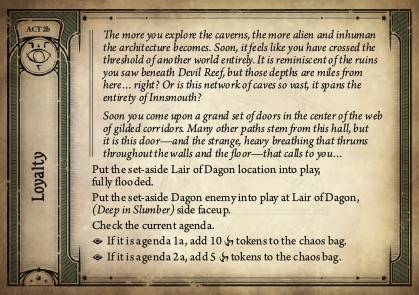 ACT 2b
Loyalty
The more you explore the caverns, the more alien and inhuman
the architecture becomes. Soon, it feels like you have crossed the
threshold of another world entirely. It is reminiscent of the ruins
you saw beneath Devil Reef, but those depths are miles from
here… right? Or is this network of caves so vast, it spans the
entirety of Innsmouth?
Soon you come upon a grand set of doors in the center of the web
of gilded corridors. Many other paths stem from this hall, but
it is this door—and the strange, heavy breathing that thrums
throughout the walls and the floor—that calls to you…
Put the set-aside Lair of Dagon location into play,
fully flooded.
Put the set-aside Dagon enemy into play at Lair of Dagon,
(Deep in Slumber) side faceup.
Check the current agenda.
If it is agenda 1a, add 10 tokens to the chaos bag.
If it is agenda 2a, add 5 tokens to the chaos bag.